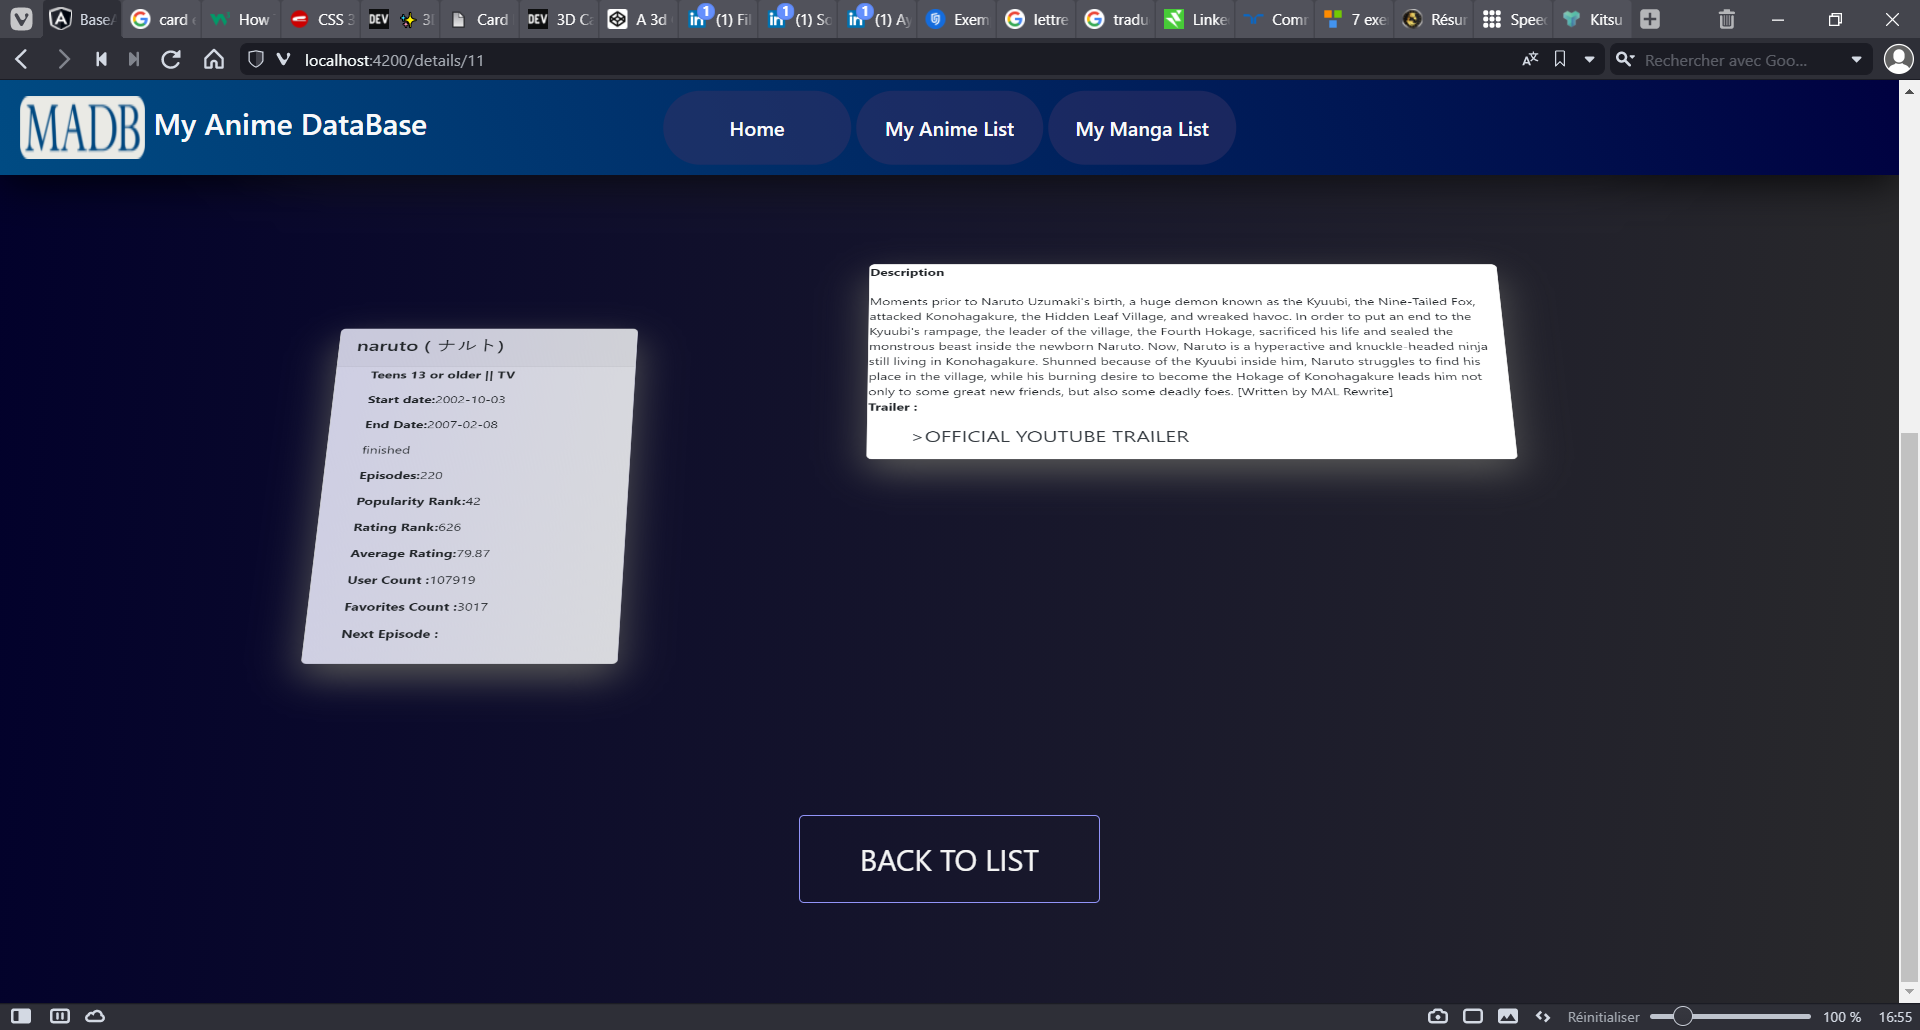 Base
card
How
CSS 3
DEV
3
Card
DEV
3D Ca
A 3d
1
(1) Fil
1
(1) Sc
1
(1) Ay
Exem
lettre
tradu
Linke
Com
7 exe
Résur
Speed
Kitsu
localhost:4200/details/11
Rechercher avec Goo...
MADB
My Anime DataBase
Home
My Anime List
My Manga List
naruto ( ナルト)
Teens 13 or older || TV
Start date:2002-10-03
End Date:2007-02-08
finished
Episodes:220
Popularity Rank:42
Rating Rank:626
Average Rating:79.87
User Count :107919
Favorites Count :3017
Next Episode :
Description
Moments prior to Naruto Uzumaki's birth, a huge demon known as the Kyuubi, the Nine-Tailed Fox,
attacked Konohagakure, the Hidden Leaf Village, and wreaked havoc. In order to put an end to the
Kyuubi's rampage, the leader of the village, the Fourth Hokage, sacrificed his life and sealed the
monstrous beast inside the newborn Naruto. Now, Naruto is a hyperactive and knuckle-headed ninja
still living in Konohagakure. Shunned because of the Kyuubi inside him, Naruto struggles to find his
place in the village, while his burning desire to become the Hokage of Konohagakure leads him not
only to some great new friends, but also some deadly foes. [Written by MAL Rewrite]
Trailer :
>OFFICIAL YOUTUBE TRAILER
BACK TO LIST
Réinitialiser
100 %
16:55